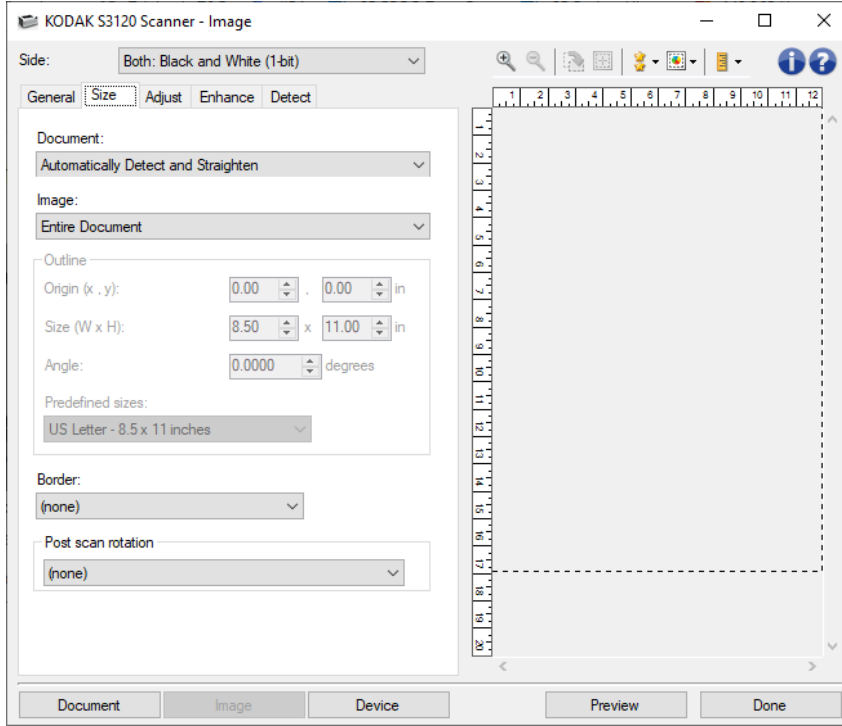 KODAK S3120 Scanner - Image
Side: Both: Black and White (1-bit)
General Size Adjust Enhance Detect
1 2 3 4 5 6 7 8 9 10 11 12
Document:
Automatically Detect and Straighten
Image:
Entire Document
Outline
Origin (x , y): 0.00 , 0.00 in
Size (W x H): 8.50 x 11.00 in
Angle: 0.0000 degrees
Predefined sizes:
US Letter - 8.5 x 11 inches
Border:
(none)
Post scan rotation
(none)
1
2
3
4
5
6
7
8
9
10
11
12
13
14
15
16
17
18
19
20
Document Image Device Preview Done